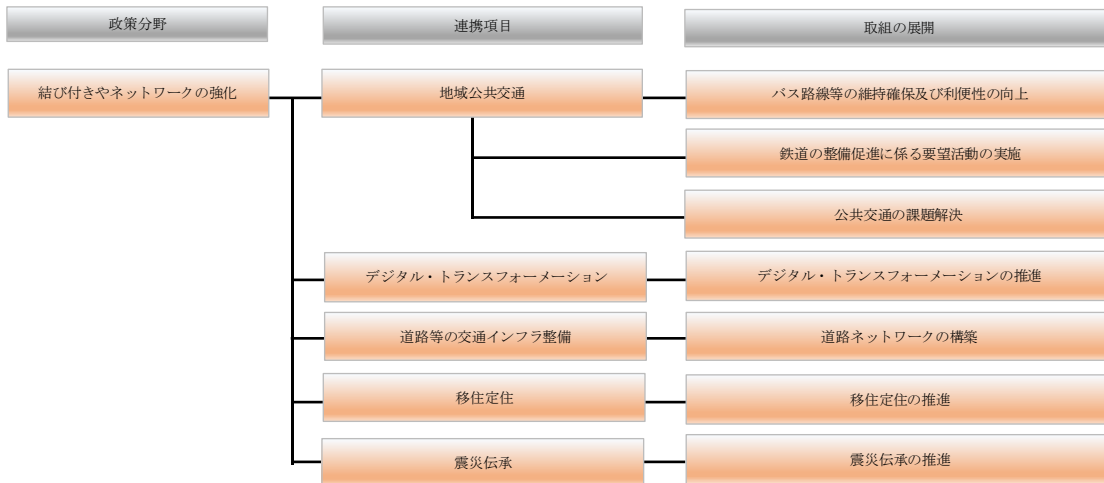 政策分野
連携項目
取組の展開
結び付きやネットワークの強化
地域公共交通
バス路線等の維持確保及び利便性の向上
鉄道の整備促進に係る要望活動の実施
公共交通の課題解決
デジタル・トランスフォーメーション
デジタル・トランスフォーメーションの推進
道路等の交通インフラ整備
道路ネットワークの構築
移住定住
移住定住の推進
震災伝承
震災伝承の推進